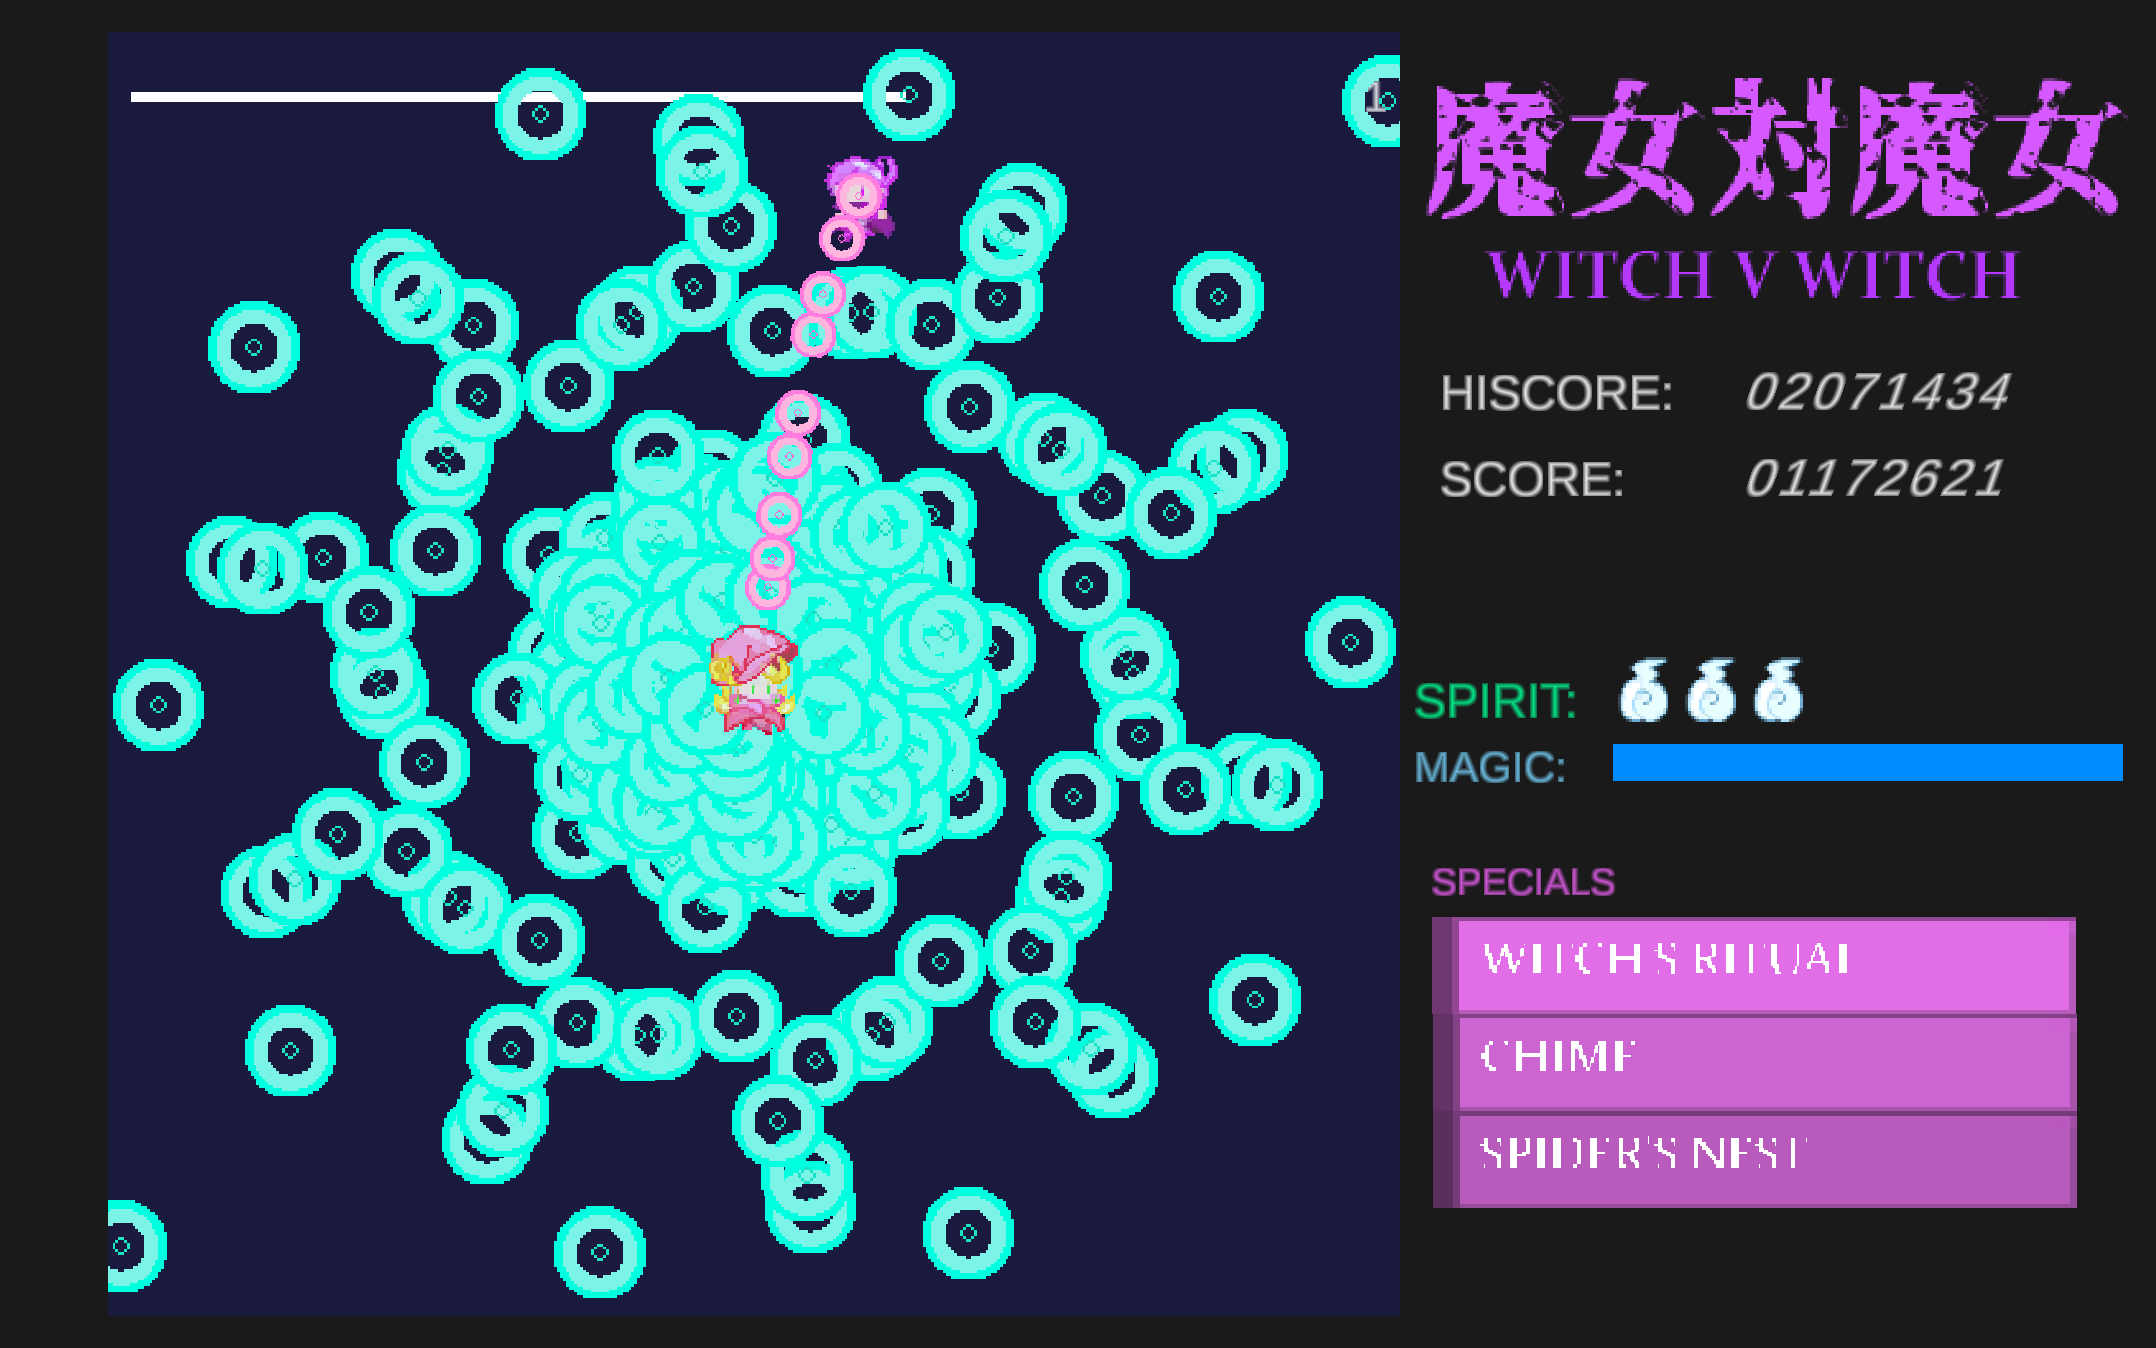 1
魔女対魔女
WITCH V WITCH
HISCORE: 02071434
SCORE: 01172621
SPIRIT:
MAGIC:
SPECIALS
WITCH'S RITUAL
CHIME
SPIDER'S NEST